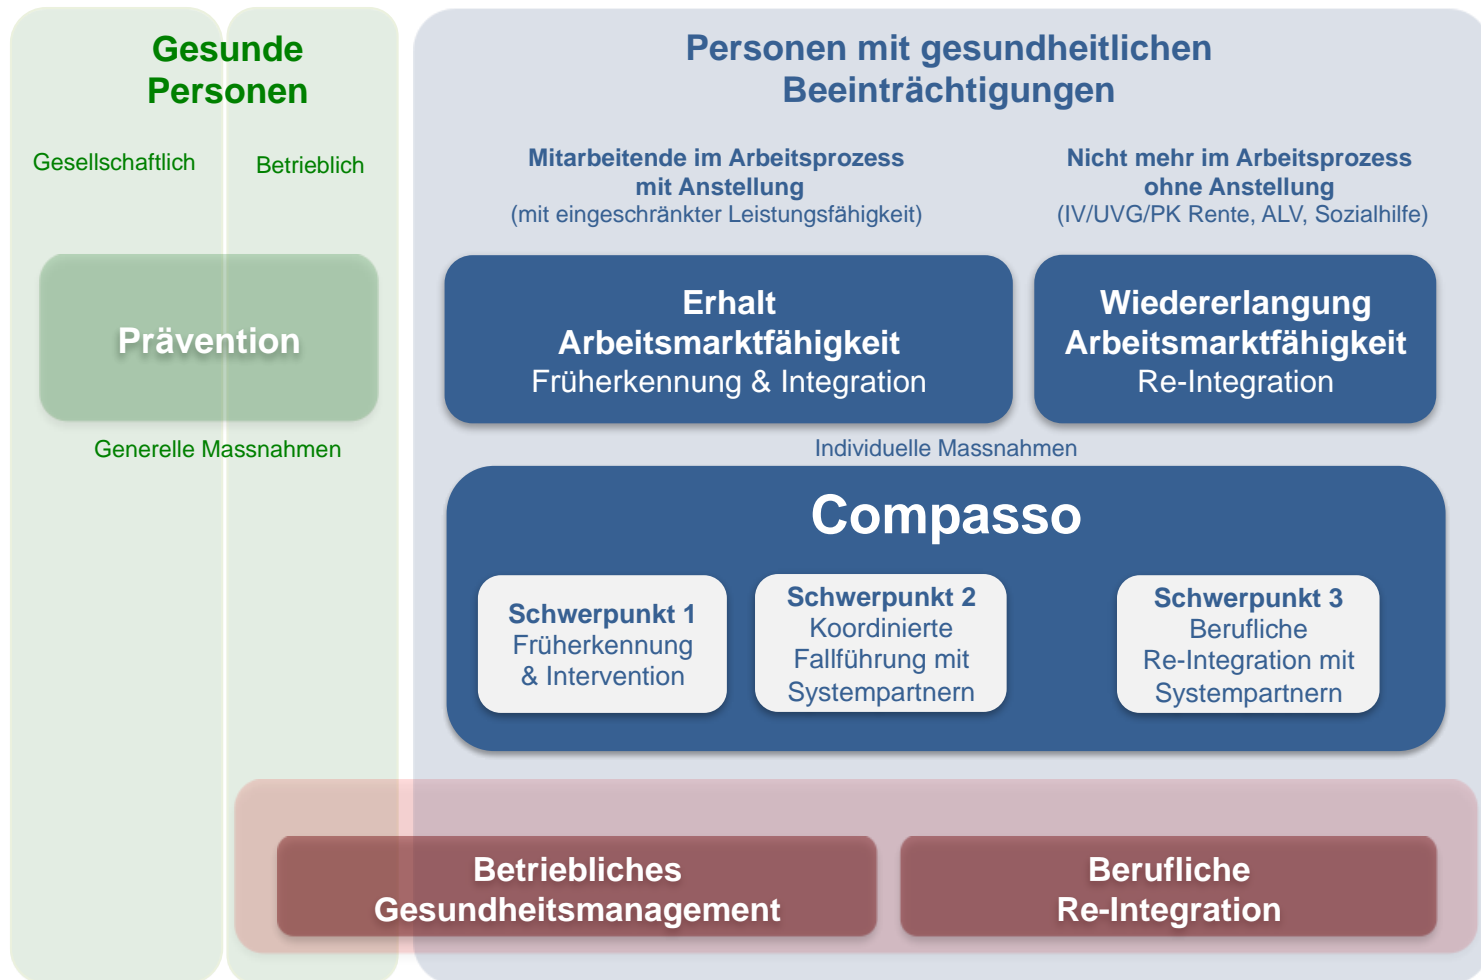 Gesunde
Personen
Gesellschaftlich
Betrieblich
Prävention
Generelle Massnahmen
Personen mit gesundheitlichen
Beeinträchtigungen
Mitarbeitende im Arbeitsprozess
mit Anstellung
(mit eingeschränkter Leistungsfähigkeit)
Nicht mehr im Arbeitsprozess
ohne Anstellung
(IV/UVG/PK Rente, ALV, Sozialhilfe)
Erhalt
Arbeitsmarktfähigkeit
Früherkennung & Integration
Wiedererlangung
Arbeitsmarktfähigkeit
Re-Integration
Individuelle Massnahmen
Compasso
Schwerpunkt 1
Früherkennung
& Intervention
Schwerpunkt 2
Koordinierte
Fallführung mit
Systempartnern
Schwerpunkt 3
Berufliche
Re-Integration mit
Systempartnern
Betriebliches
Gesundheitsmanagement
Berufliche
Re-Integration